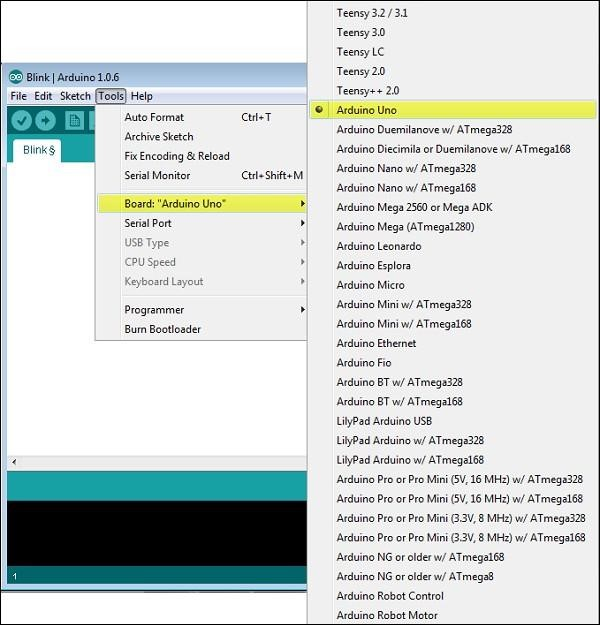 Blink | Arduino 1.0.6
File Edit Sketch Tools Help
Blink §
Auto Format Ctrl+T
Archive Sketch
Fix Encoding & Reload
Serial Monitor Ctrl+Shift+M
Board: "Arduino Uno"
Serial Port
USB Type
CPU Speed
Keyboard Layout
Programmer
Burn Bootloader
1
Teensy 3.2 / 3.1
Teensy 3.0
Teensy LC
Teensy 2.0
Teensy++ 2.0
Arduino Uno
Arduino Duemilanove w/ ATmega328
Arduino Diecimila or Duemilanove w/ ATmega168
Arduino Nano w/ ATmega328
Arduino Nano w/ ATmega168
Arduino Mega 2560 or Mega ADK
Arduino Mega (ATmega1280)
Arduino Leonardo
Arduino Esplora
Arduino Micro
Arduino Mini w/ ATmega328
Arduino Mini w/ ATmega168
Arduino Ethernet
Arduino Fio
Arduino BT w/ ATmega328
Arduino BT w/ ATmega168
LilyPad Arduino USB
LilyPad Arduino w/ ATmega328
LilyPad Arduino w/ ATmega168
Arduino Pro or Pro Mini (5V, 16 MHz) w/ ATmega328
Arduino Pro or Pro Mini (5V, 16 MHz) w/ ATmega168
Arduino Pro or Pro Mini (3.3V, 8 MHz) w/ ATmega328
Arduino Pro or Pro Mini (3.3V, 8 MHz) w/ ATmega168
Arduino NG or older w/ ATmega168
Arduino NG or older w/ ATmega8
Arduino Robot Control
Arduino Robot Motor